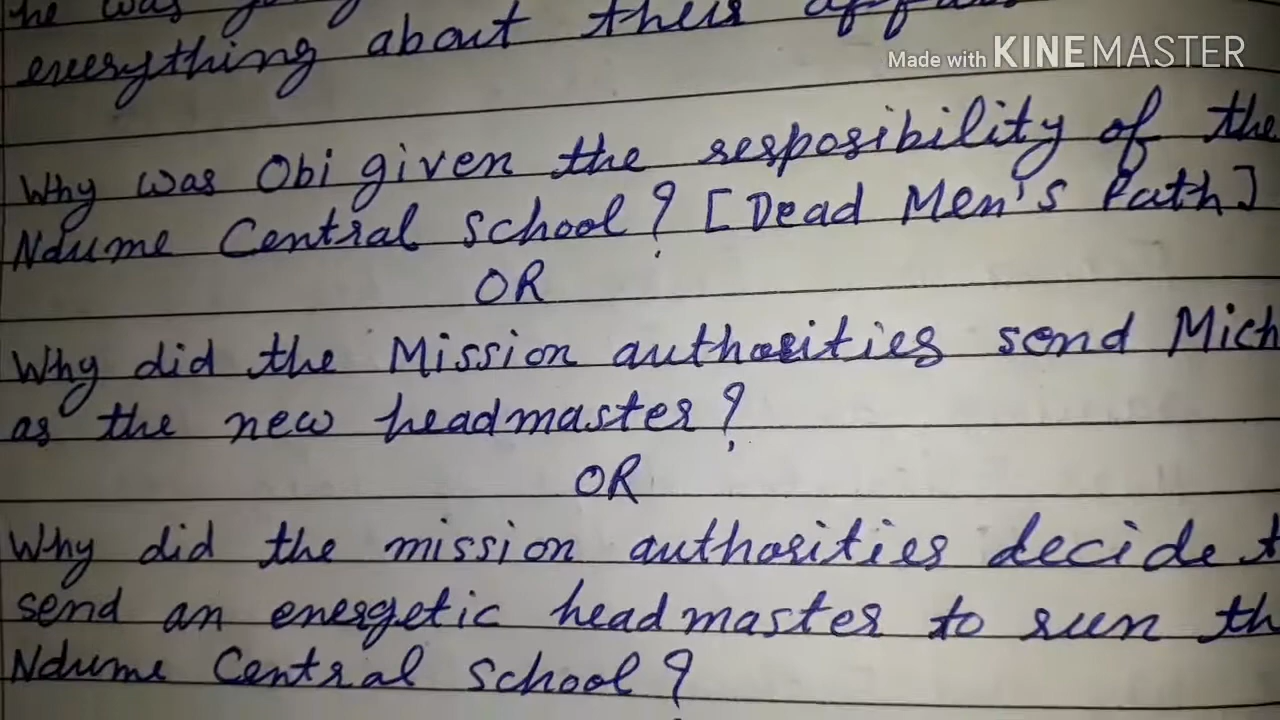 he was
everything about their
Made with KINEMASTER
Why was Obi given the resposibility of the
Ndume Central School? [Dead Men's Path]
OR
Why did the Mission authorities send Mich
as the new headmaster?
OR
Why did the mission authorities decide t
send an energetic headmaster to run th
Ndume Central School?